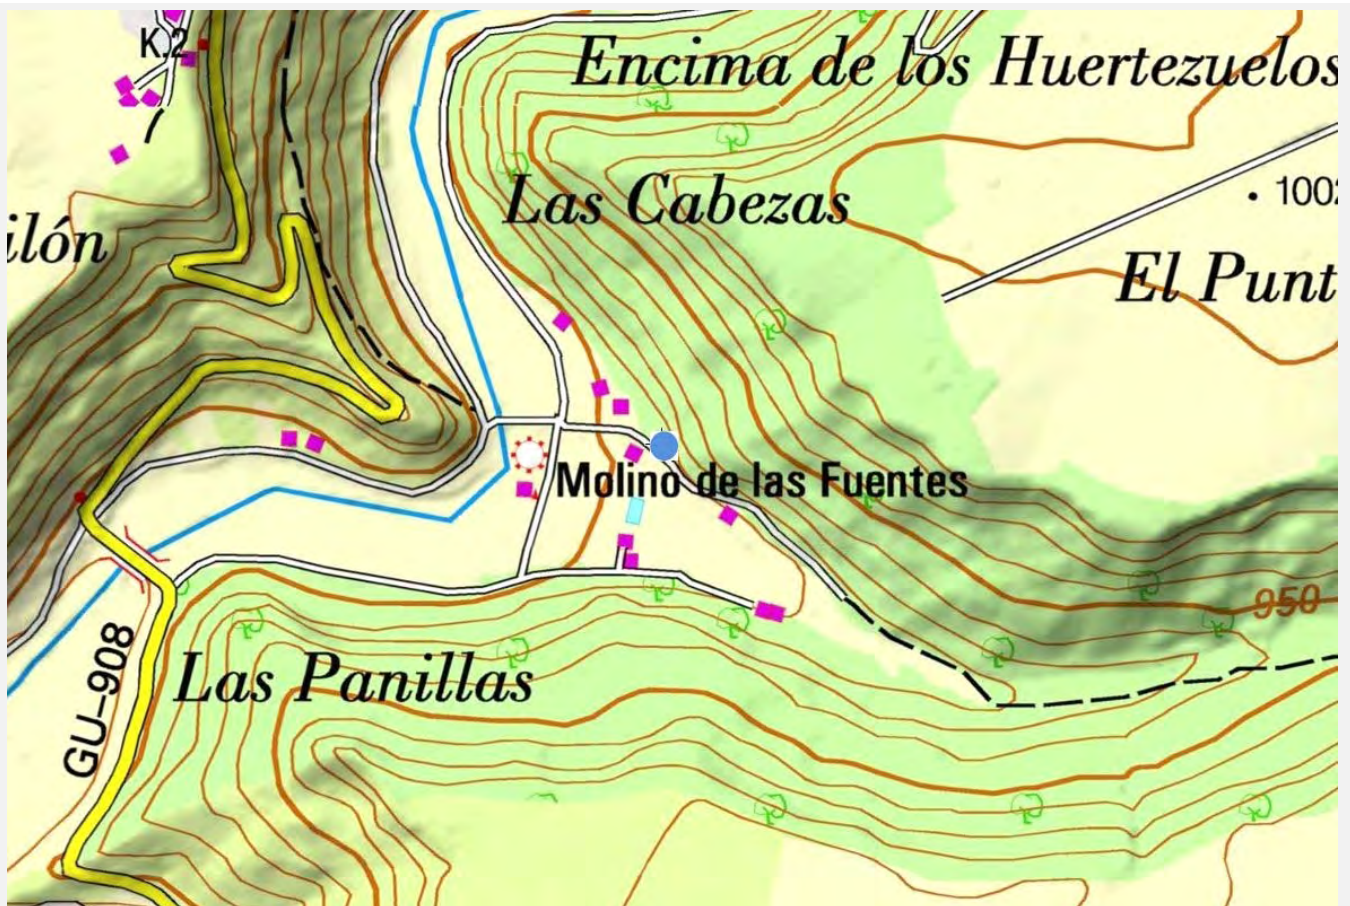 K.2
Encima de los Huertezuelos
Las Cabezas
1002
ilón
El Punt
Molino de las Fuentes
950
GU-908
Las Panillas